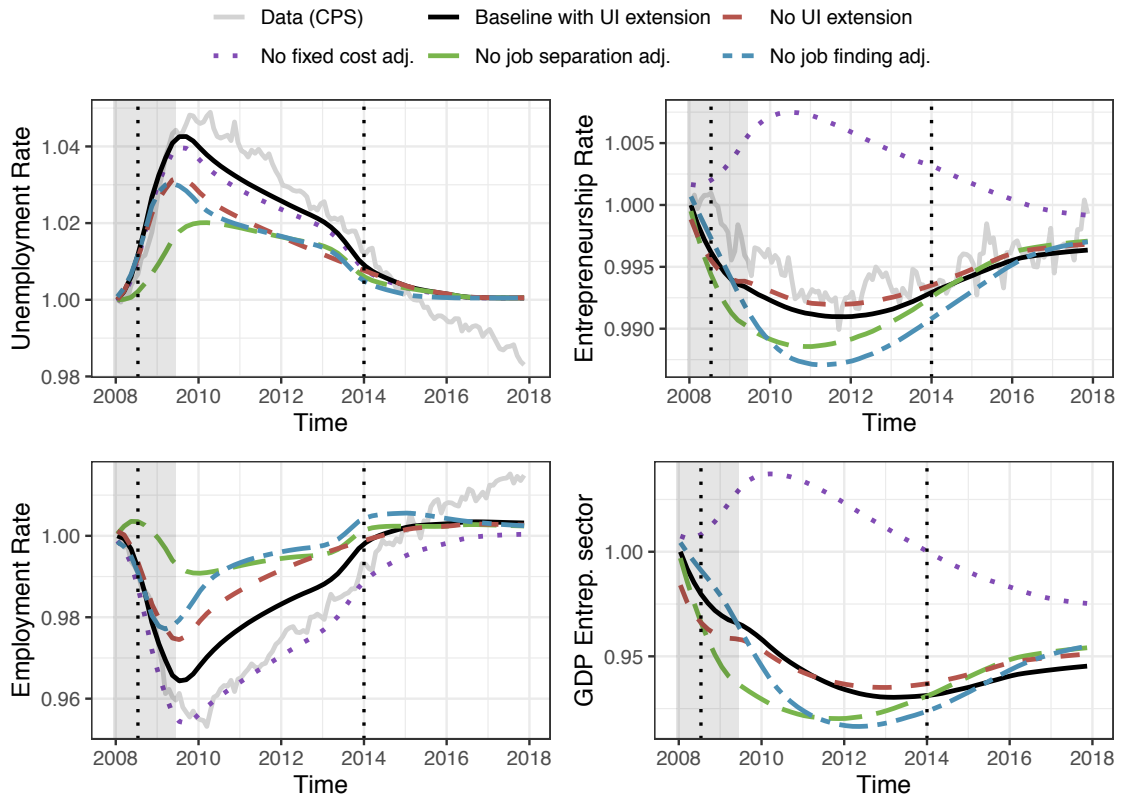 Data (CPS) Baseline with UI extension No UI extension
No fixed cost adj. No job separation adj. No job finding adj.
Unemployment Rate
1.04
1.02
1.00
0.98
2008 2010 2012 2014 2016 2018
Time
Entrepreneurship Rate
1.005
1.000
0.995
0.990
2008 2010 2012 2014 2016 2018
Time
Employment Rate
1.00
0.98
0.96
2008 2010 2012 2014 2016 2018
Time
GDP Entrep. sector
1.00
0.95
2008 2010 2012 2014 2016 2018
Time